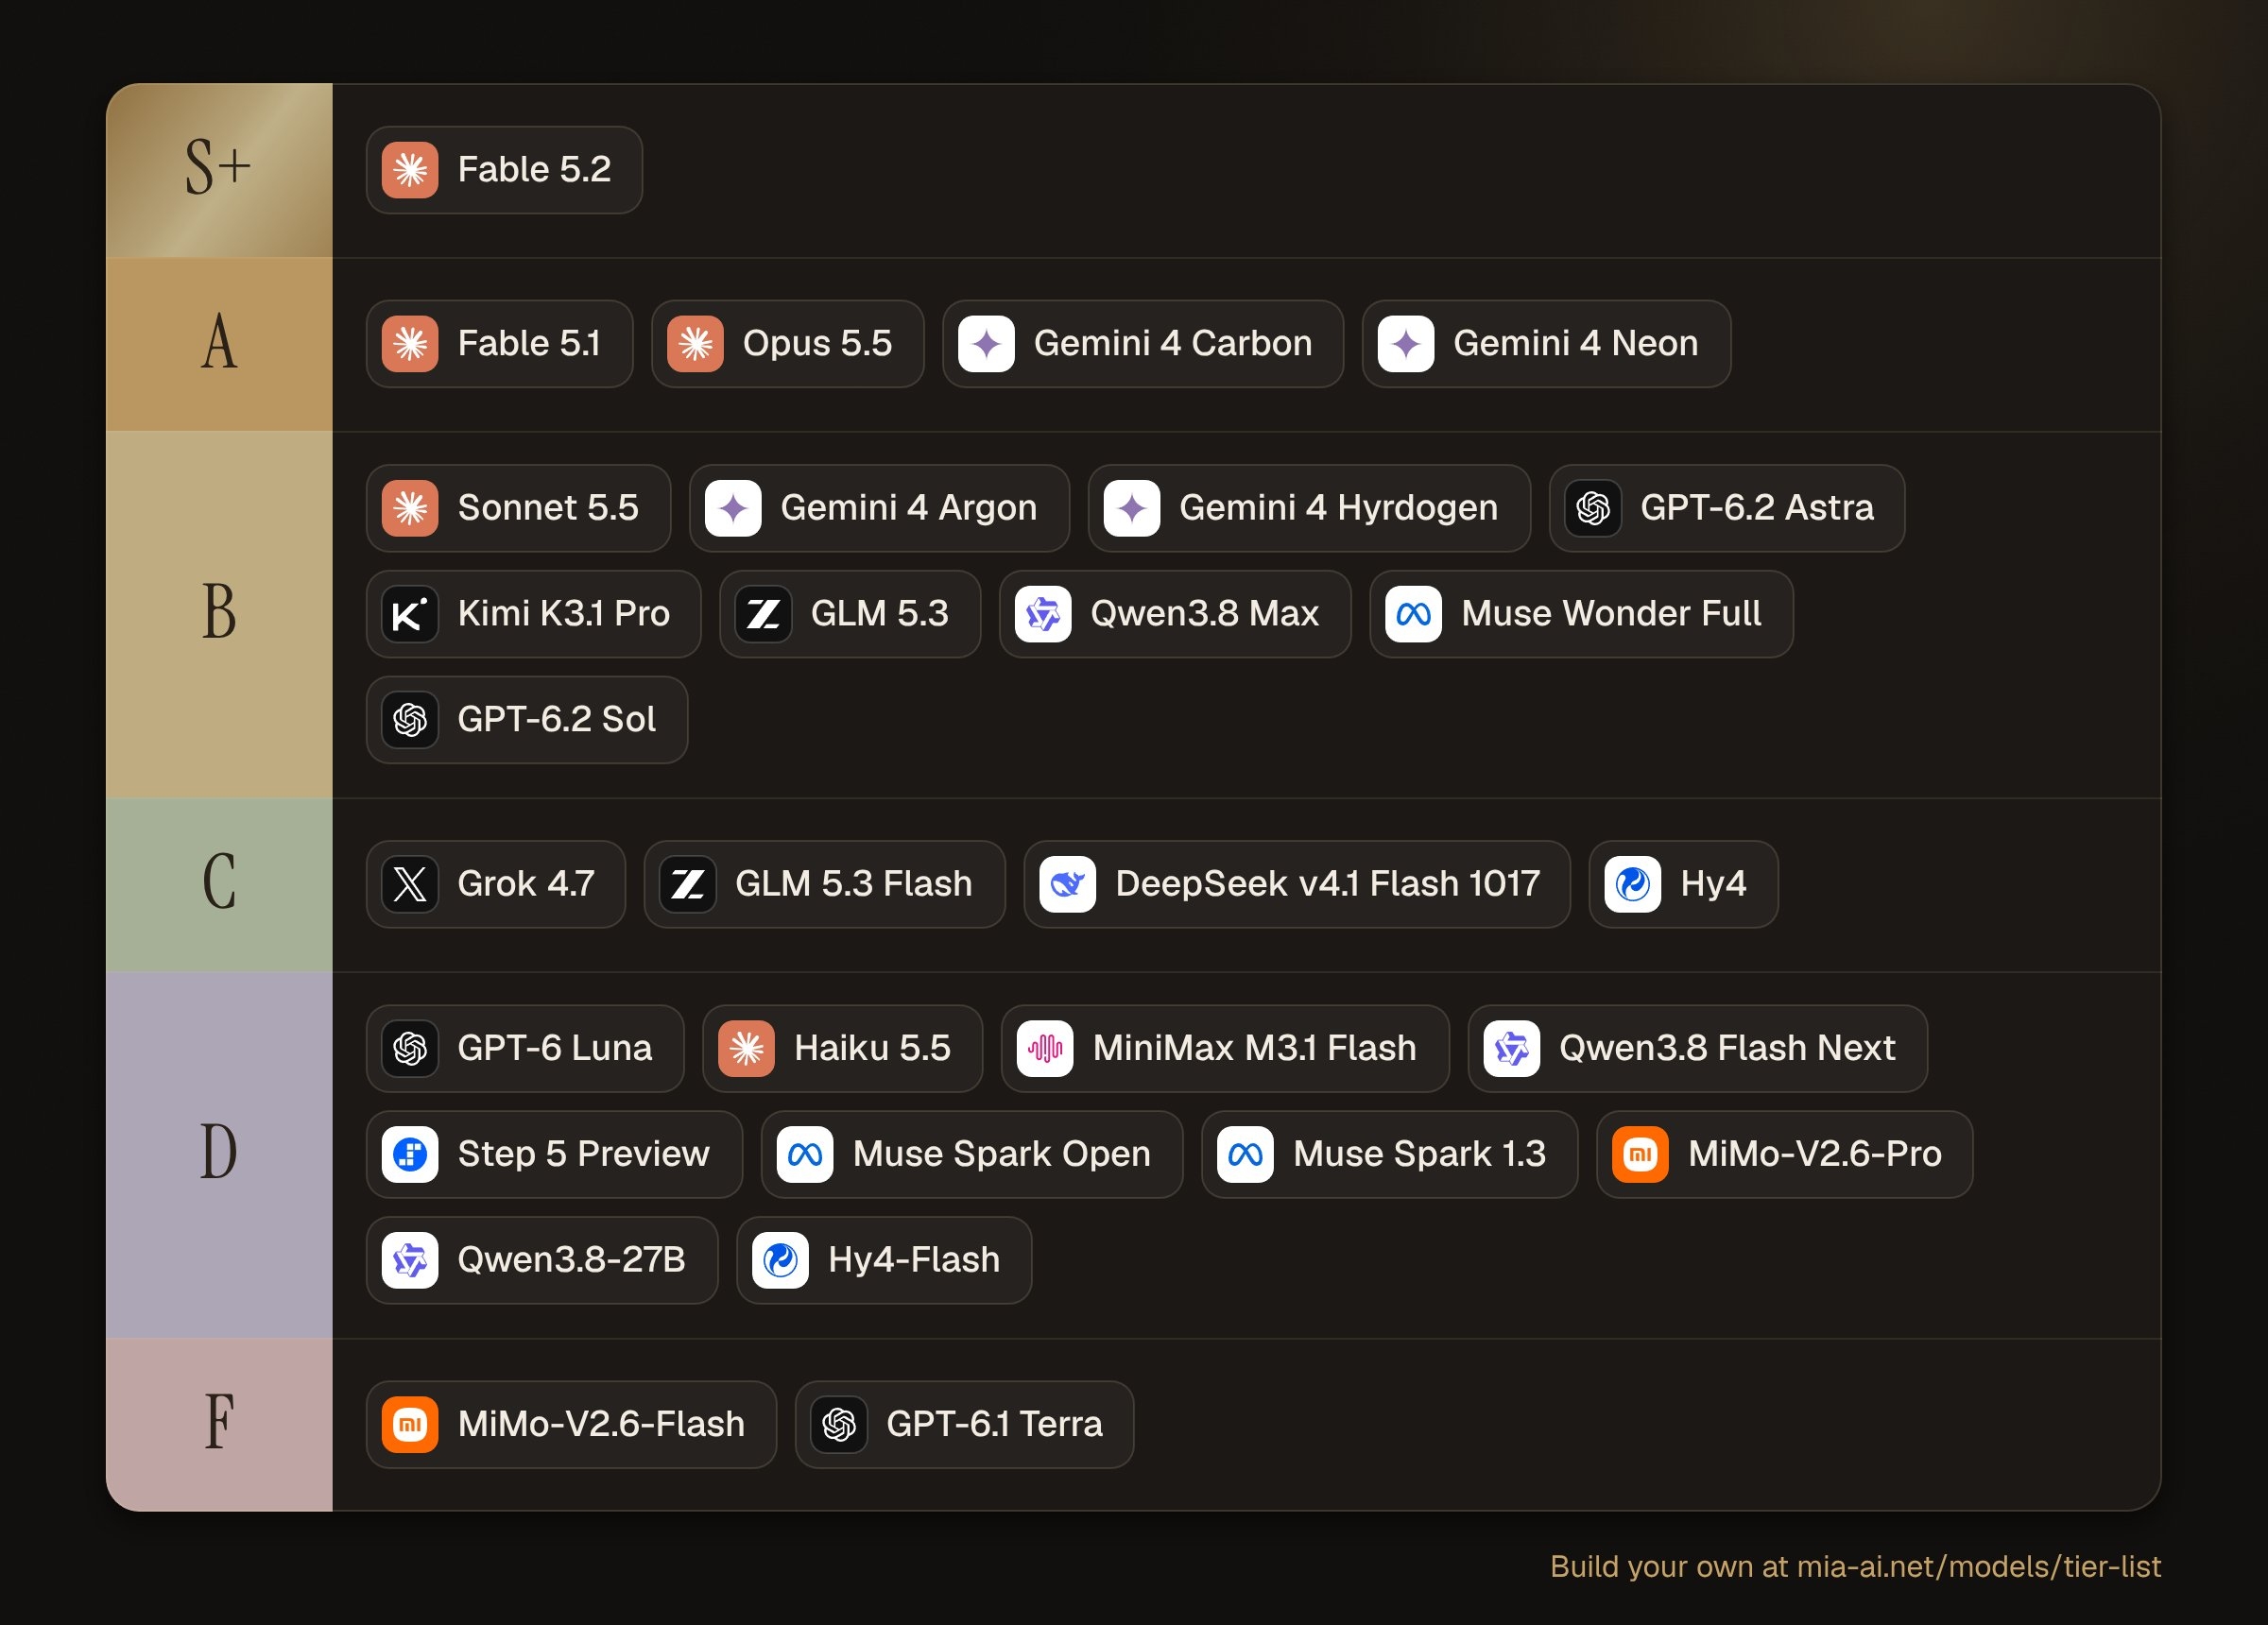 S+
Fable 5.2
A
Fable 5.1 Opus 5.5 Gemini 4 Carbon Gemini 4 Neon
B
Sonnet 5.5 Gemini 4 Argon Gemini 4 Hyrdogen GPT-6.2 Astra
Kimi K3.1 Pro GLM 5.3 Qwen3.8 Max Muse Wonder Full
GPT-6.2 Sol
C
Grok 4.7 GLM 5.3 Flash DeepSeek v4.1 Flash 1017 Hy4
D
GPT-6 Luna Haiku 5.5 MiniMax M3.1 Flash Qwen3.8 Flash Next
Step 5 Preview Muse Spark Open Muse Spark 1.3 MiMo-V2.6-Pro
Qwen3.8-27B Hy4-Flash
F
MiMo-V2.6-Flash GPT-6.1 Terra
Build your own at mia-ai.net/models/tier-list